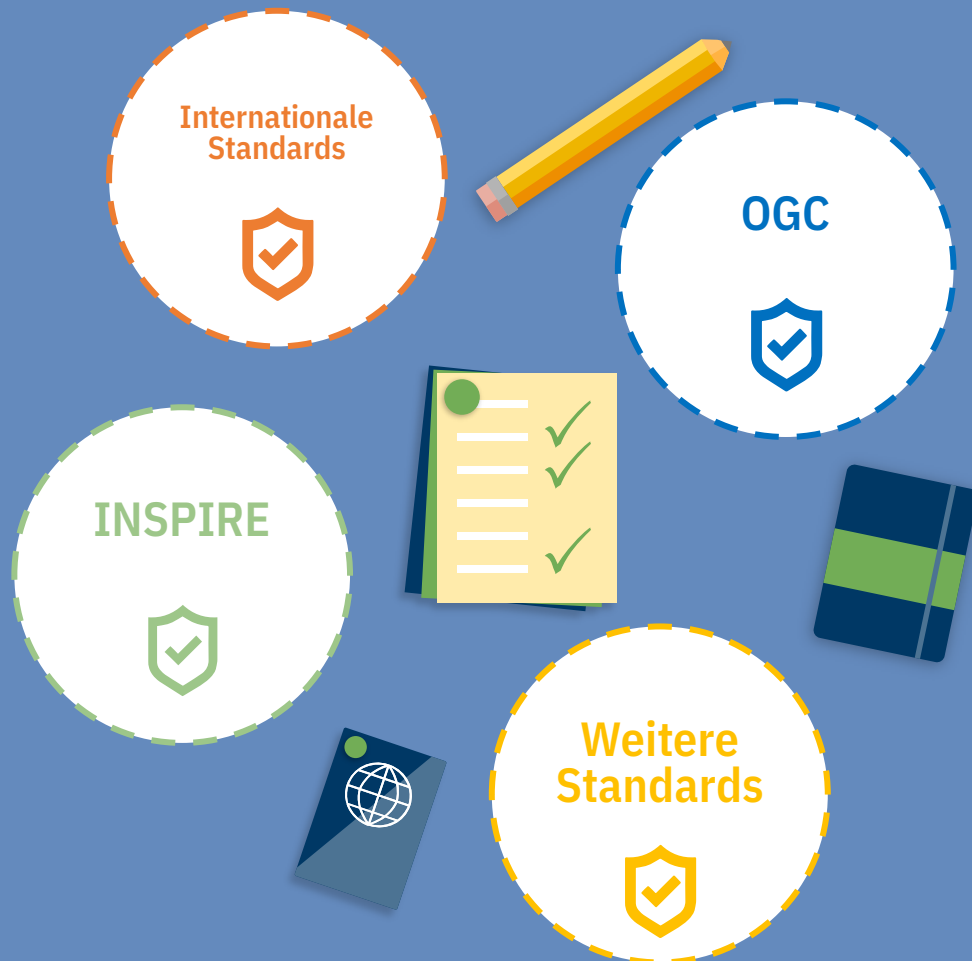 Internationale
Standards
OGC
INSPIRE
Weitere
Standards